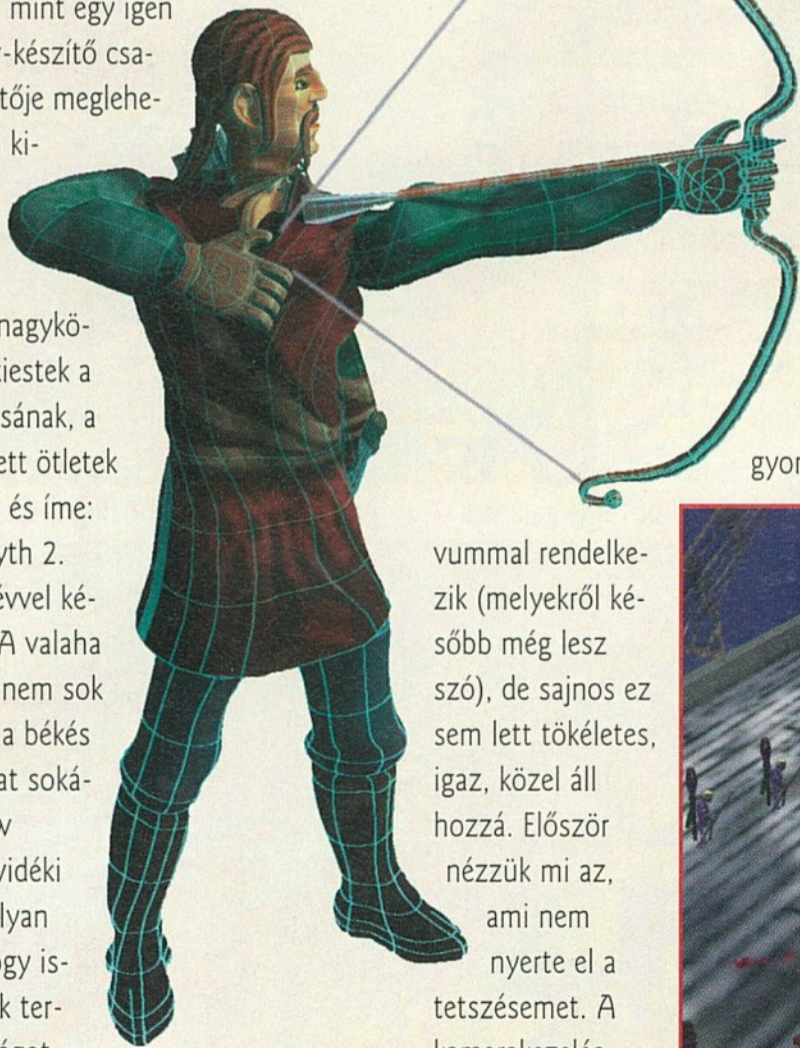 mint egy igen
-készítő csa-
tője meglehe-
ki-
nagykö-
iestek a
sának, a
ett ötletek
és íme:
yth 2.
évvel ké-
A valaha
nem sok
a békés
at soká-
v
vidéki
lyan
gy is-
k ter-
gyor
vummal rendelke-
zik (melyekről ké-
sőbb még lesz
szó), de sajnos ez
sem lett tökéletes,
igaz, közel áll
hozzá. Először
nézzük mi az,
ami nem
nyerte el a
tetszésemet. A